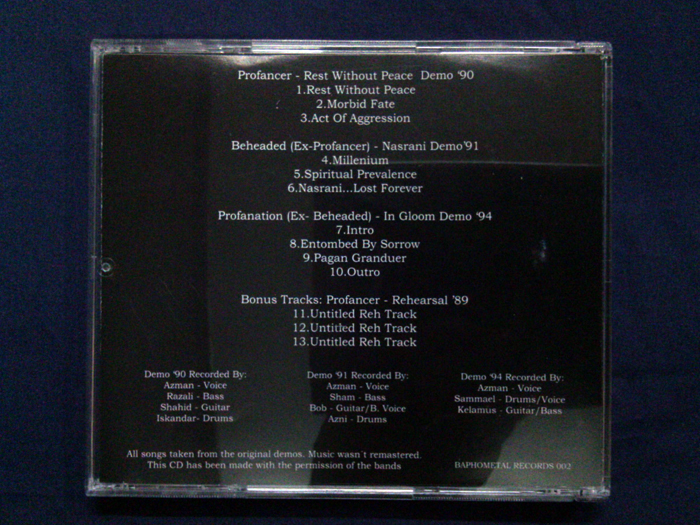 Profancer - Rest Without Peace Demo '90
1.Rest Without Peace
2.Morbid Fate
3.Act Of Aggression
Beheaded (Ex-Profancer) - Nasrani Demo'91
4.Millenium
5.Spiritual Prevalence
6.Nasrani...Lost Forever
Profanation (Ex- Beheaded) - In Gloom Demo '94
7.Intro
8.Entombed By Sorrow
9.Pagan Granduer
10.Outro
Bonus Tracks: Profancer - Rehearsal '89
11.Untitled Reh Track
12.Untitled Reh Track
13.Untitled Reh Track
Demo '90 Recorded By:
Azman - Voice
Razali - Bass
Shahid - Guitar
Iskandar- Drums
Demo '91 Recorded By:
Azman - Voice
Sham - Bass
Bob - Guitar/B. Voice
Azni - Drums
Demo '94 Recorded By:
Azman - Voice
Sammael - Drums/Voice
Kelamus - Guitar/Bass
All songs taken from the original demos. Music wasn´t remastered.
This CD has been made with the permission of the bands
BAPHOMETAL RECORDS 002